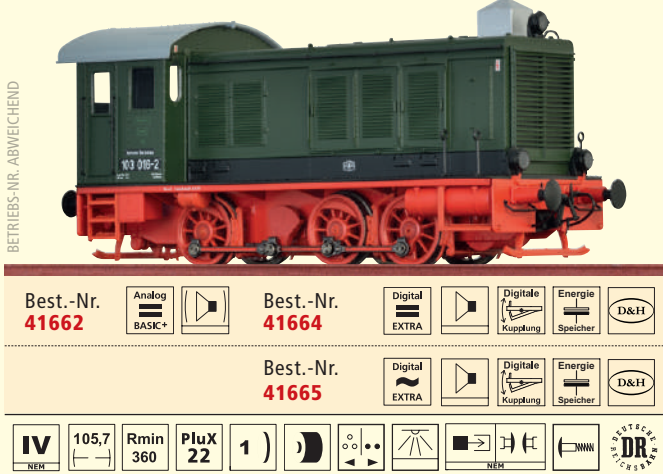 BETRIEBS-NR. ABWEICHEND
103 016-2
Best.-Nr.
41662
Analog
BASIC+
Best.-Nr.
41664
Digital
EXTRA
Digitale
Kupplung
Energie
Speicher
D&H
Best.-Nr.
41665
Digital
EXTRA
Digitale
Kupplung
Energie
Speicher
D&H
IV
NEM
105,7
Rmin
360
PluX
22
1
NEM
DEUTSCHE
DR
REICHSBAHN